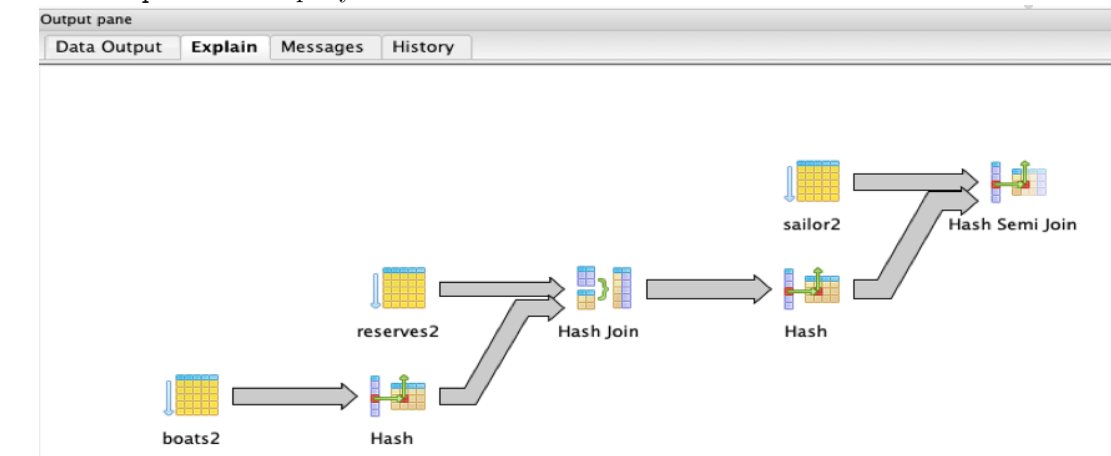 Output pane
Data Output Explain Messages History
sailor2
Hash Semi Join
reserves2
Hash Join
Hash
boats2
Hash